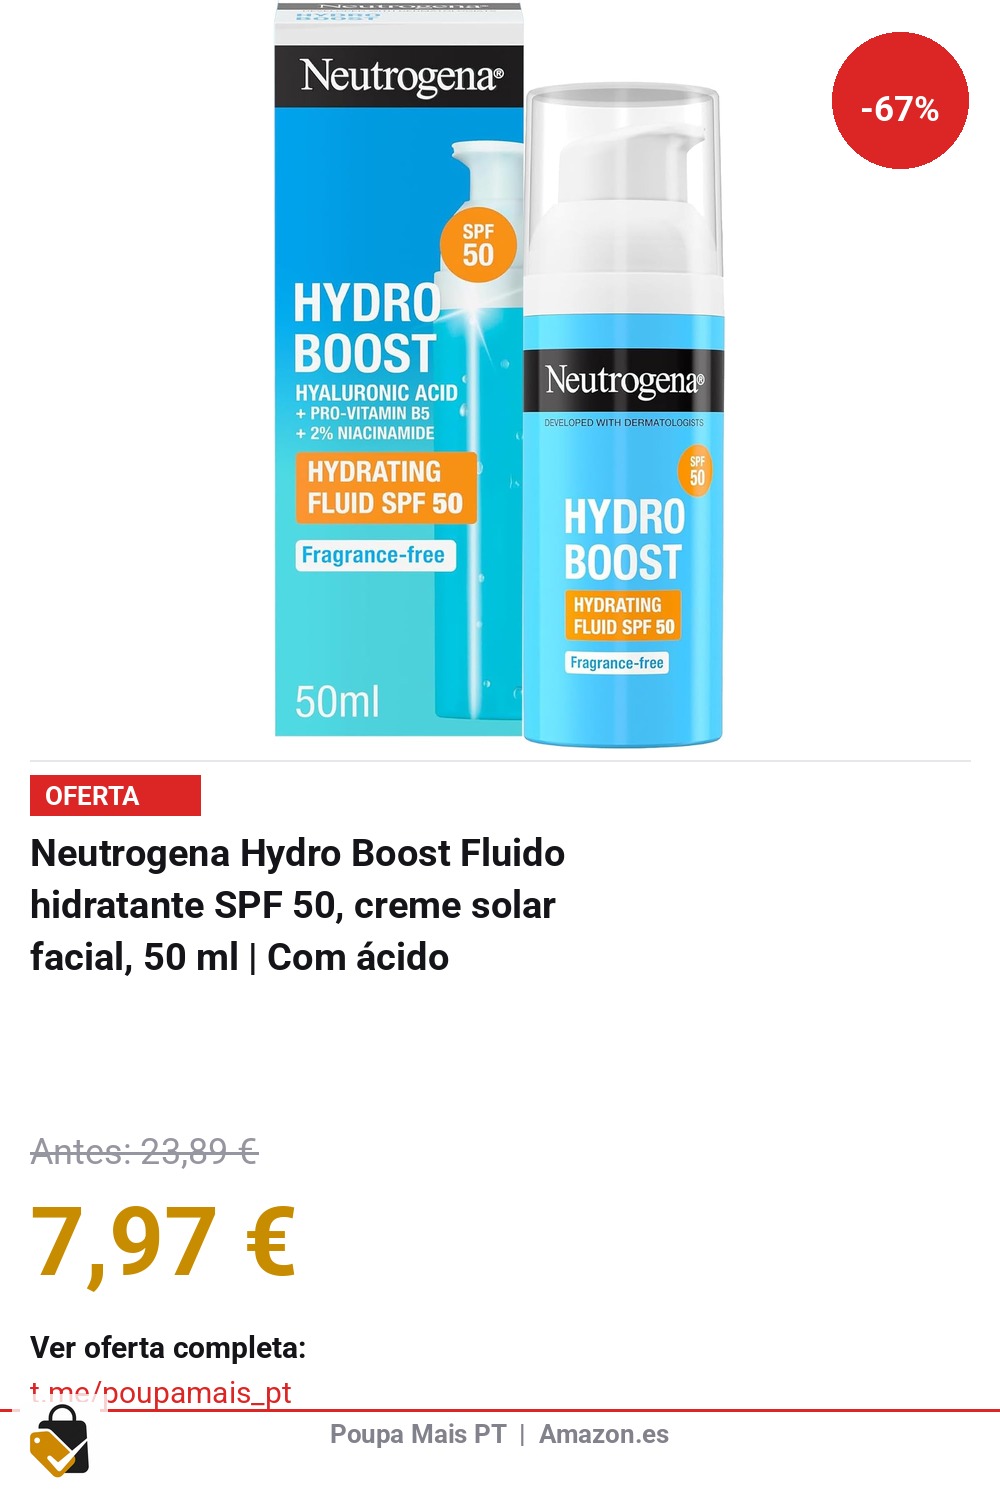 Neutrogena®
HYDRO
BOOST
Neutrogena®
SPF
50
HYDRO
BOOST
HYALURONIC ACID
+ PRO-VITAMIN B5
+ 2% NIACINAMIDE
HYDRATING
FLUID SPF 50
Fragrance-free
50ml
Neutrogena®
DEVELOPED WITH DERMATOLOGISTS
SPF
50
HYDRO
BOOST
HYDRATING
FLUID SPF 50
Fragrance-free
-67%
OFERTA
Neutrogena Hydro Boost Fluido
hidratante SPF 50, creme solar
facial, 50 ml | Com ácido
Antes: 23,89 €
7,97 €
Ver oferta completa:
t.me/poupamais_pt
Poupa Mais PT | Amazon.es